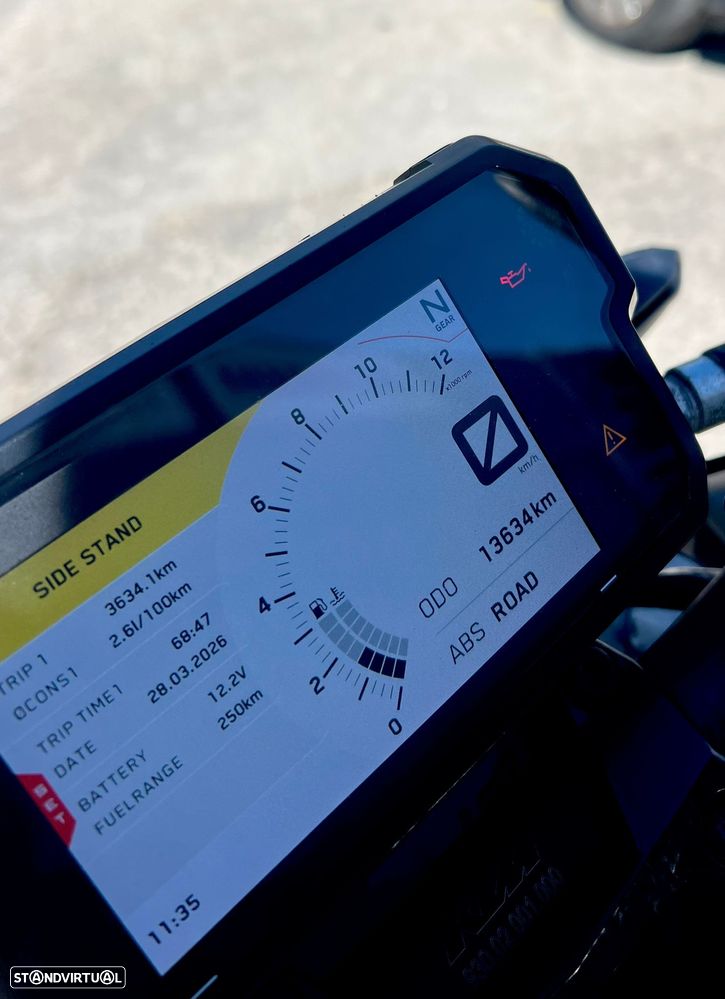 N
GEAR
12
10
8
6
4
2
0
x1000 rpm
0
km/h
SIDE STAND
TRIP 1 3634.1km
ØCONS1 2.6l/100km
TRIP TIME1 68:47
DATE 28.03.2026
BATTERY 12.2V
FUELRANGE 250km
SET
11:35
ODO 13634km
ABS ROAD
STANDVIRTUAL